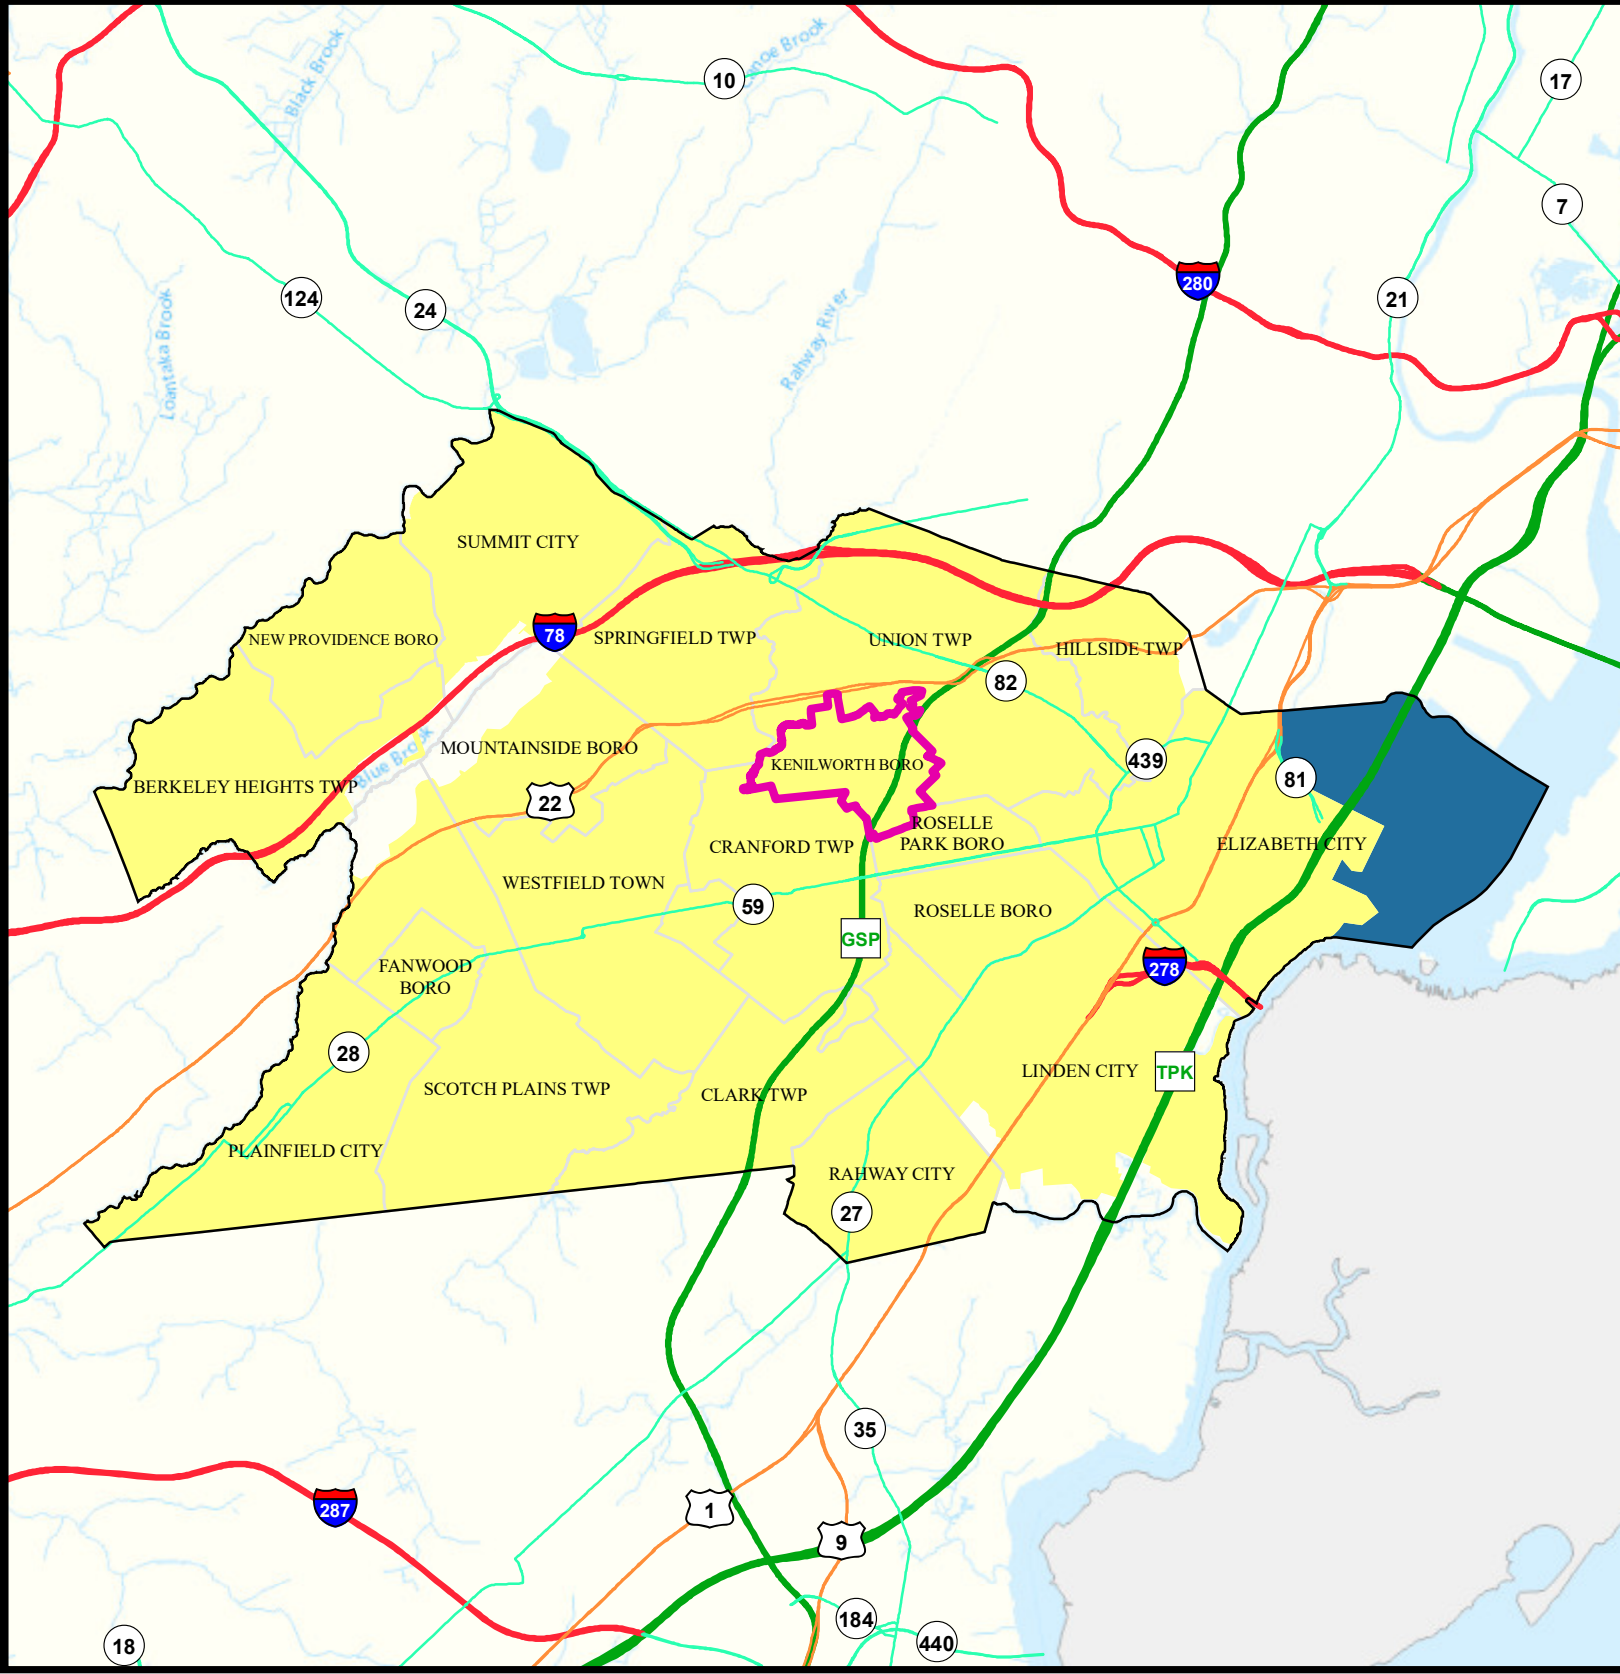 Black Brook
Canoe Brook
10
17
7
Loantaka Brook
124
24
Rahway River
280
21
SUMMIT CITY
NEW PROVIDENCE BORO
78
SPRINGFIELD TWP
UNION TWP
HILLSIDE TWP
82
MOUNTAINSIDE BORO
Blue Brook
KENILWORTH BORO
439
81
BERKELEY HEIGHTS TWP
22
CRANFORD TWP
ROSELLE
PARK BORO
ELIZABETH CITY
WESTFIELD TOWN
59
ROSELLE BORO
GSP
FANWOOD
BORO
278
28
SCOTCH PLAINS TWP
CLARK TWP
LINDEN CITY
TPK
PLAINFIELD CITY
RAHWAY CITY
27
35
287
1
9
184
440
18